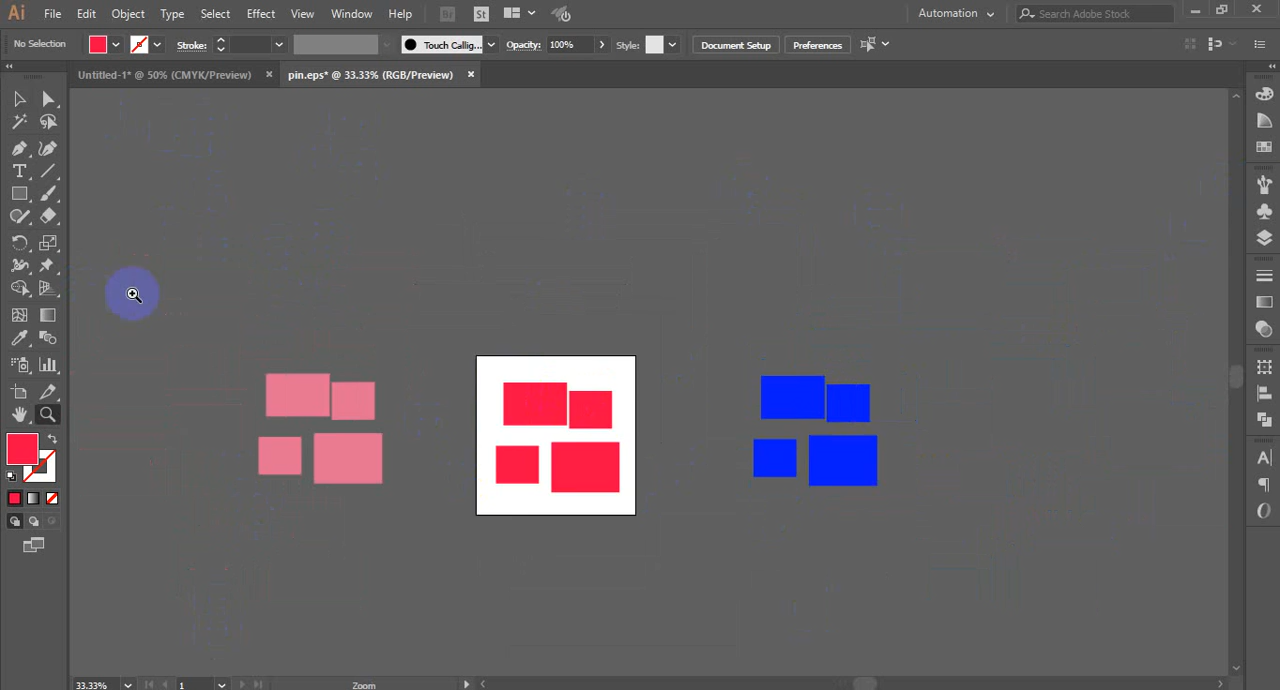 Ai File Edit Object Type Select Effect View Window Help Br St Automation Search Adobe Stock
No Selection Stroke: Touch Callig... Opacity: 100% Style: Document Setup Preferences
Untitled-1* @ 50% (CMYK/Preview) × pin.eps* @ 33.33% (RGB/Preview) ×
33.33% 1 Zoom